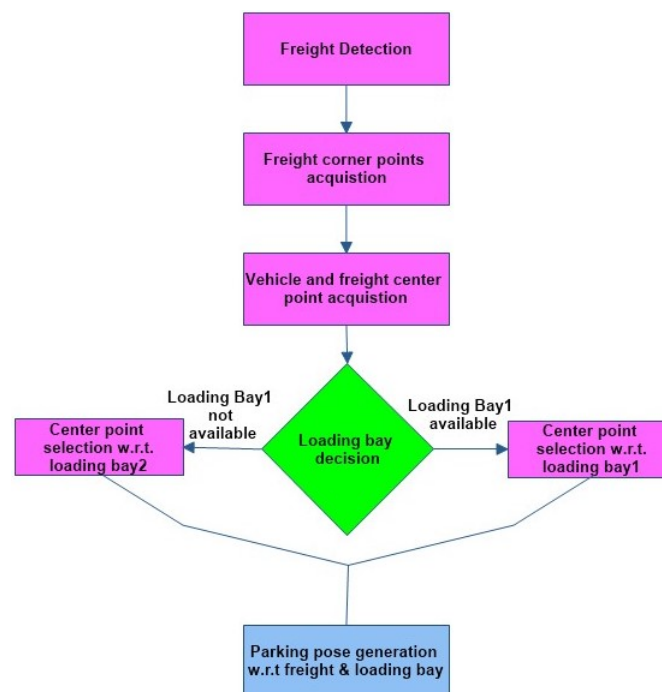 Freight Detection
Freight corner points
acquistion
Vehicle and freight center
point acquistion
Loading Bay1
not
available
Loading Bay1
available
Center point
selection w.r.t.
loading bay2
Loading bay
decision
Center point
selection w.r.t.
loading bay1
Parking pose generation
w.r.t freight & loading bay